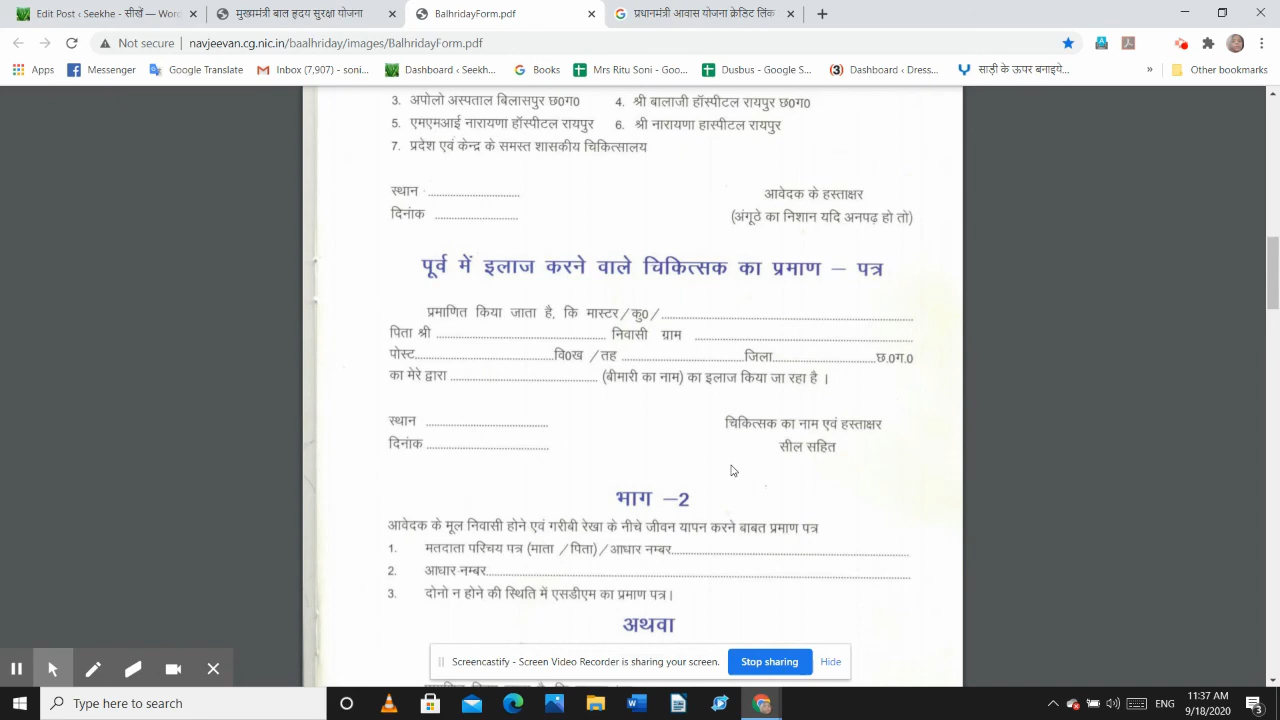 Edit Post ‹ Seekhe - सीखें — Word
मुख्यमंत्री बाल हृदय सुरक्षा योजना
BalhridayForm.pdf
प्रधानमंत्री आवास योजना क्रेडिट लिंक
Not secure | navjeevan.cg.nic.in/baalhriday/images/BalhridayForm.pdf
Apps Messenger Google Translate Inbox (7,907) - soni... Dashboard ‹ Seekh... Books Mrs Ritu Soni - Goo... Dusbus - Google S... Dashboard ‹ Dress... साड़ी के ऊपर बनाइये... » Other bookmarks
3. अपोलो अस्पताल बिलासपुर छ0ग0 4. श्री बालाजी हॉस्पीटल रायपुर छ0ग0
5. एमएमआई नारायणा हॉस्पीटल रायपुर 6. श्री नारायणा हास्पीटल रायपुर
7. प्रदेश एवं केन्द्र के समस्त शासकीय चिकित्सालय
स्थान ........................ आवेदक के हस्ताक्षर
दिनांक ...................... (अंगूठे का निशान यदि अनपढ़ हो तो)
पूर्व में इलाज करने वाले चिकित्सक का प्रमाण – पत्र
प्रमाणित किया जाता है, कि मास्टर/कु0/..................................................
पिता श्री .................................. निवासी ग्राम ............................................
पोस्ट............................वि0ख /तह ........................जिला....................छ.0ग.0
का मेरे द्वारा .............................. (बीमारी का नाम) का इलाज किया जा रहा है ।
स्थान ........................ चिकित्सक का नाम एवं हस्ताक्षर
दिनांक ........................ सील सहित
भाग –2
आवेदक के मूल निवासी होने एवं गरीबी रेखा के नीचे जीवन यापन करने बाबत प्रमाण पत्र
1. मतदाता परिचय पत्र (माता /पिता)/आधार नम्बर..................................................
2. आधार नम्बर........................................................................................
3. दोनो न होने की स्थिति में एसडीएम का प्रमाण पत्र।
अथवा
Screencastify - Screen Video Recorder is sharing your screen. Stop sharing Hide
Type here to search
ENG
11:37 AM
9/18/2020
3